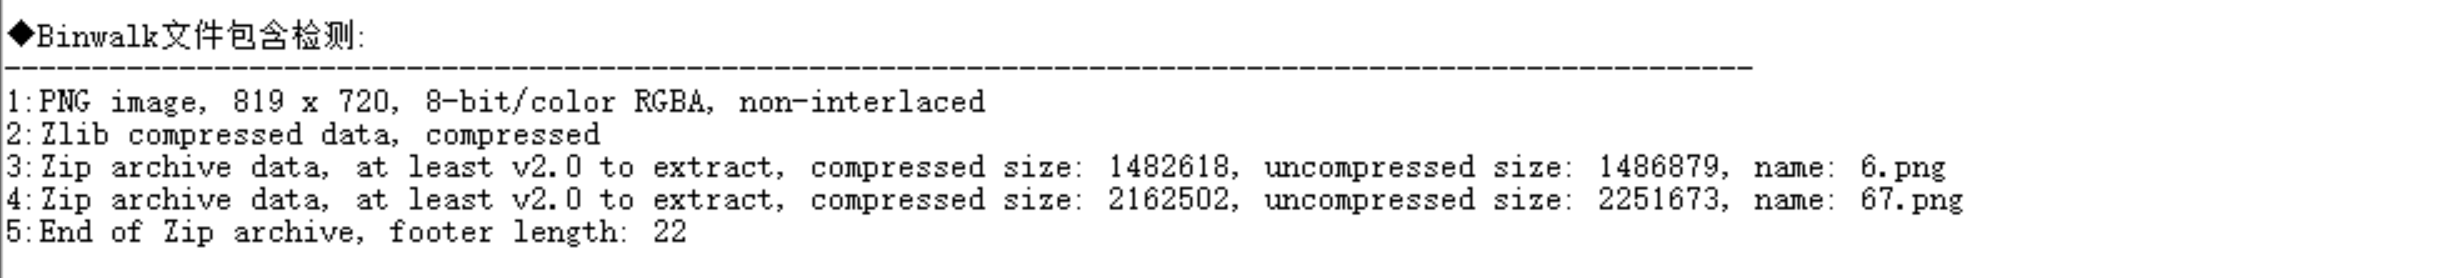 ◆Binwalk文件包含检测:
------------------------------------------------------------------------------------------------------
1:PNG image, 819 x 720, 8-bit/color RGBA, non-interlaced
2:Zlib compressed data, compressed
3:Zip archive data, at least v2.0 to extract, compressed size: 1482618, uncompressed size: 1486879, name: 6.png
4:Zip archive data, at least v2.0 to extract, compressed size: 2162502, uncompressed size: 2251673, name: 67.png
5:End of Zip archive, footer length: 22